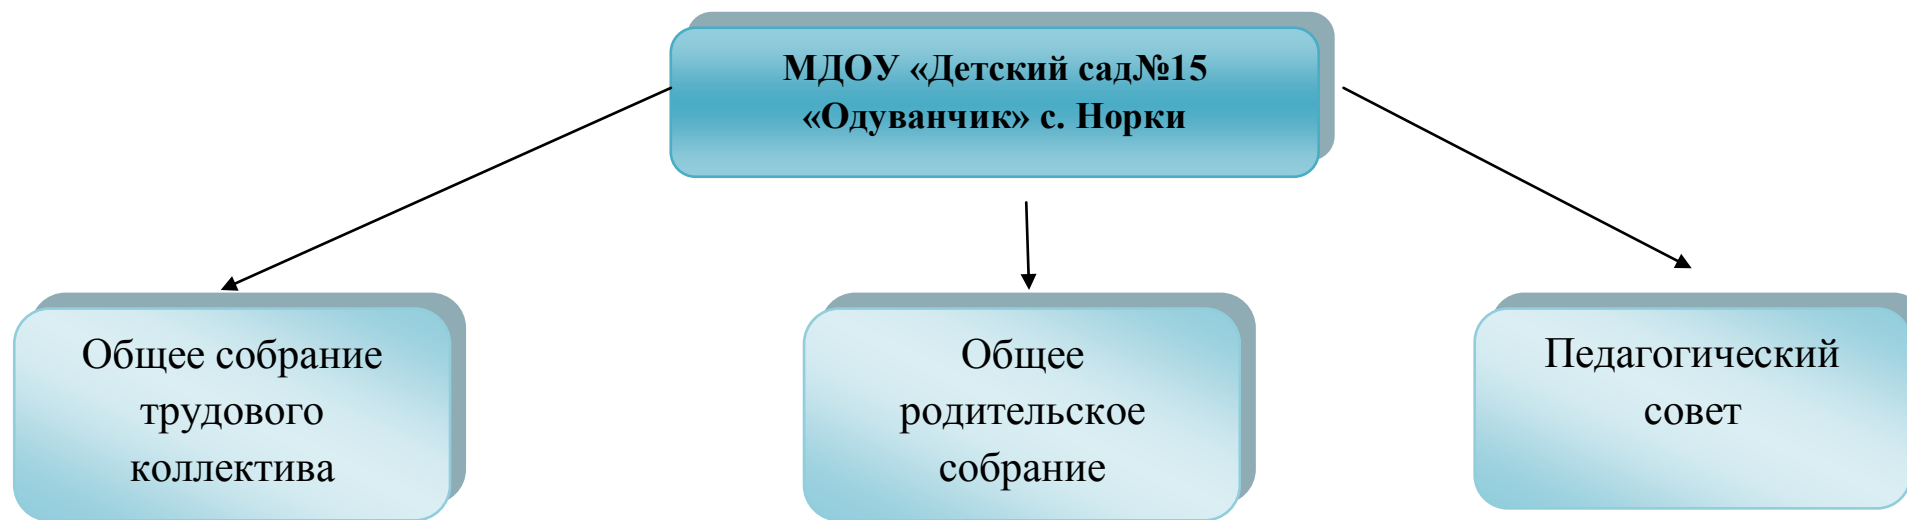 МДОУ «Детский сад№15
«Одуванчик» с. Норки
Общее собрание
трудового
коллектива
Общее
родительское
собрание
Педагогический
совет